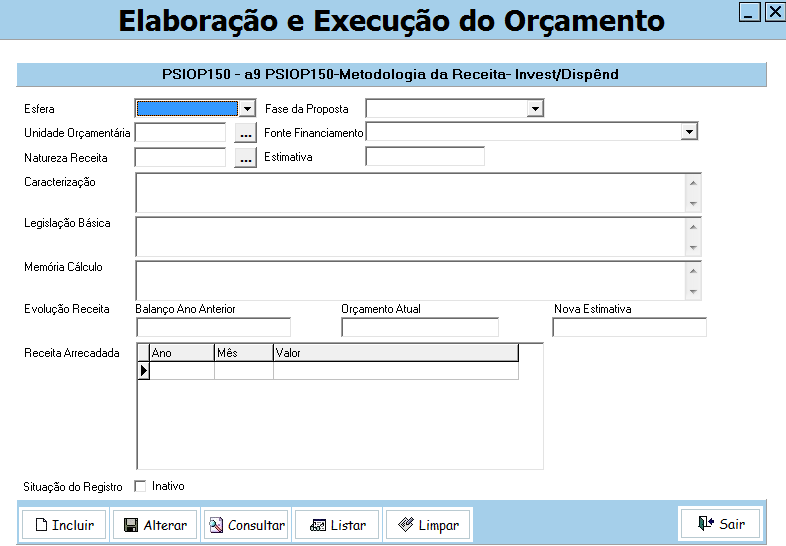 Elaboração e Execução do Orçamento
PSIOP150 - a9 PSIOP150-Metodologia da Receita- Invest/Dispênd
Esfera Fase da Proposta
Unidade Orçamentária ... Fonte Financiamento
Natureza Receita ... Estimativa
Caracterização
Legislação Básica
Memória Cálculo
Evolução Receita Balanço Ano Anterior Orçamento Atual Nova Estimativa
Receita Arrecadada Ano Mês Valor
Situação do Registro Inativo
Incluir Alterar Consultar Listar Limpar Sair